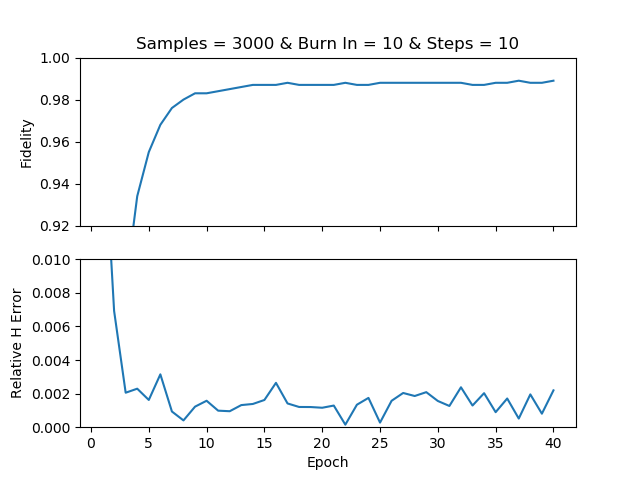 Samples = 3000 & Burn In = 10 & Steps = 10
1.00
0.98
0.96
0.94
0.92
Fidelity
0.010
0.008
0.006
0.004
0.002
0.000
Relative H Error
0 5 10 15 20 25 30 35 40
Epoch